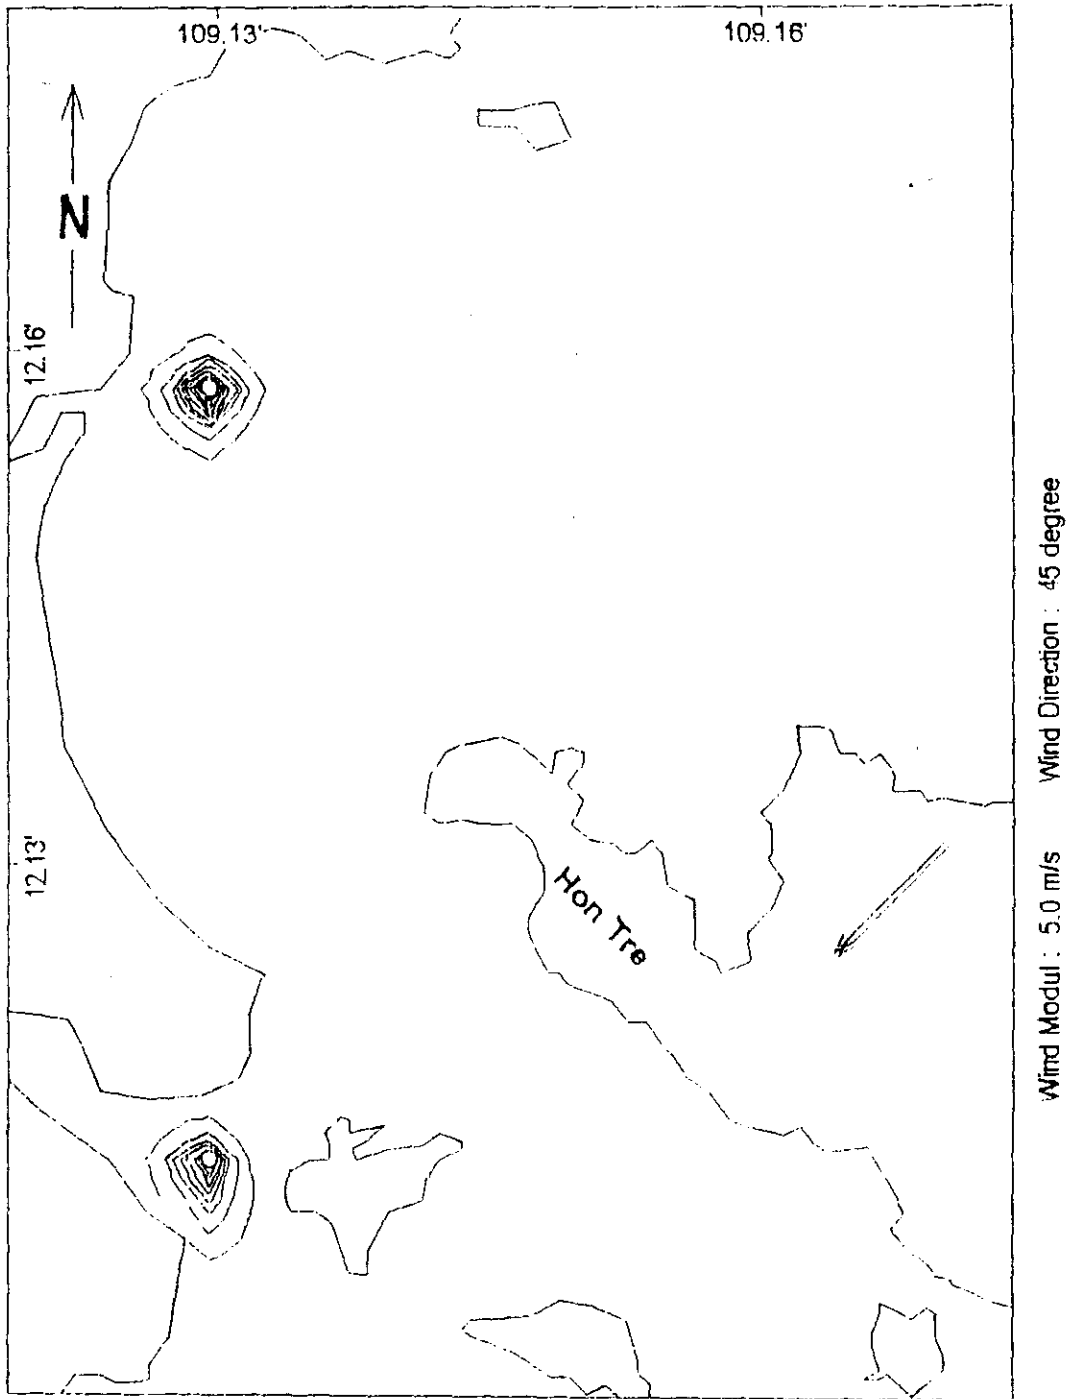 109.13'
109.16'
N
12.16'
12.13'
Hon Tre
Wind Modul : 5.0 m/s Wind Direction : 45 degree